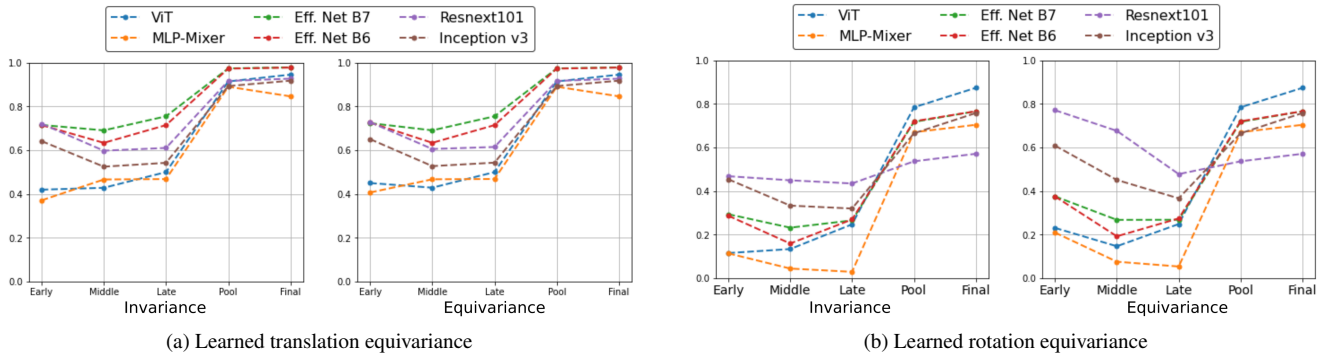 ViT Eff. Net B7 Resnext101
MLP-Mixer Eff. Net B6 Inception v3
1.0
0.8
0.6
0.4
0.2
0.0
Early Middle Late Pool Final
Invariance
1.0
0.8
0.6
0.4
0.2
0.0
Early Middle Late Pool Final
Equivariance
(a) Learned translation equivariance
ViT Eff. Net B7 Resnext101
MLP-Mixer Eff. Net B6 Inception v3
1.0
0.8
0.6
0.4
0.2
0.0
Early Middle Late Pool Final
Invariance
1.0
0.8
0.6
0.4
0.2
0.0
Early Middle Late Pool Final
Equivariance
(b) Learned rotation equivariance